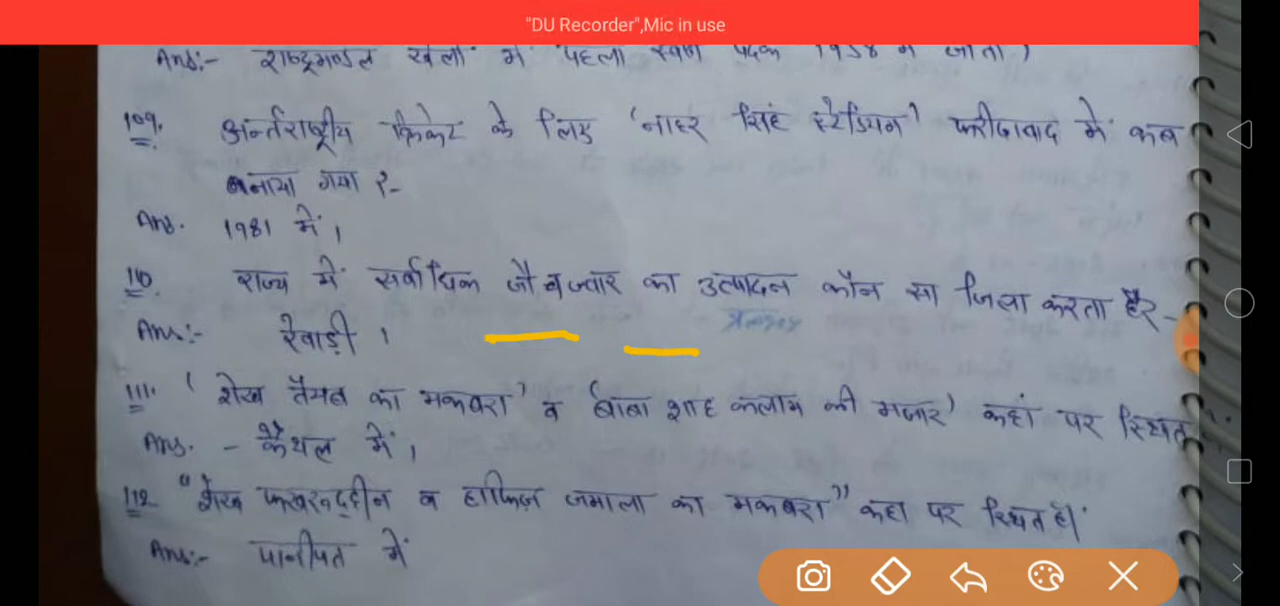 "DU Recorder",Mic in use
Ans:- राष्ट्रमण्डल खेलों में पहला स्वर्ण पदक 1958 में जीता।
109. अर्न्तराष्ट्रीय क्रिकेट के लिए 'नाहर सिंह स्टेडियम' फरीदाबाद में कब
बनाया गया ?-
Ans. 1981 में।
110. राज्य में सर्वाधिक जौ व ज्वार का उत्पादन कौन सा जिला करता है?-
Ans:- रेवाड़ी।
111. 'शेख तैयब का मकबरा' व 'बाबा शाह कलाम की मजार' कहां पर स्थित
Ans. - कैथल में।
112. "शेख फखरुद्दीन व हाफिज़ जमाला का मकबरा" कहा पर स्थित है।
Ans:- पानीपत में